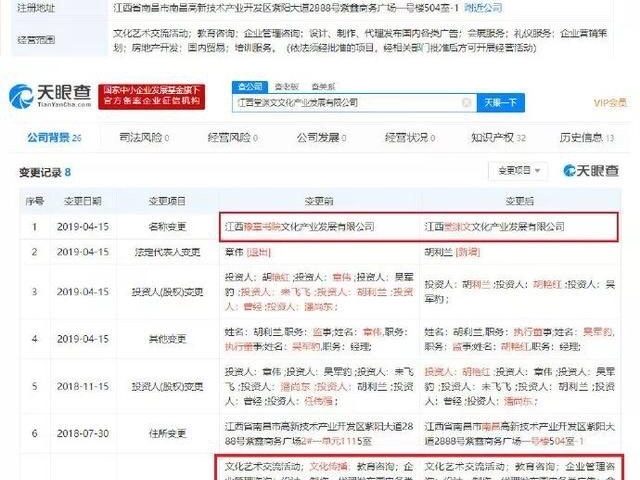 注册地址 江西省南昌市南昌高新技术产业开发区紫阳大道2888号紫鑫商务广场一号楼504室-1 附近公司
经营范围 文化艺术交流活动；教育咨询；企业管理咨询；设计、制作、代理发布国内各类广告；会展服务；礼仪服务；企业营销策
划；房地产开发；国内贸易；培训服务。（依法须经批准的项目，经相关部门批准后方可开展经营活动）
天眼查
TianYanCha.com
国家中小企业发展基金旗下
官方备案企业征信机构
查公司 查老板 查关系
江西 文化产业发展有限公司
天眼一下
VIP会员
公司背景 26 司法风险 0 经营风险 0 公司发展 0 经营状况 0 知识产权 32 历史信息 13
变更记录 8
变更项目
天眼查
序号 变更日期 变更项目 变更前 变更后
1 2019-04-15 名称变更 江西豫章书院文化产业发展有限公司 江西 文化产业发展有限公司
2 2019-04-15 法定代表人变更 章伟 [退出] 胡利兰 [新增]
3 2019-04-15 投资人(股权)变更
投资人：胡艳红；投资人：章伟；投资人：吴军
豹；投资人：朱飞飞；投资人：胡利兰；投资
人：曾经；投资人：潘尚东；
投资人：胡利兰；投资人：胡艳红；投资人：吴
军豹；
4 2019-04-15 其他变更
姓名：胡利兰,职务：监事;姓名：章伟,职务：
执行董事;姓名：吴军豹,职务：经理;
姓名：胡利兰,职务：执行董事;姓名：吴军豹,
职务：监事;姓名：胡艳红,职务：经理;
5 2018-11-15 投资人(股权)变更
投资人：章伟；投资人：吴军豹；投资人：朱飞
飞；投资人：潘尚东；投资人：胡利兰；投资
人：曾经；投资人：任伟强；
投资人：胡艳红；投资人：章伟；投资人：吴军
豹；投资人：朱飞飞；投资人：胡利兰；投资
人：曾经；投资人：潘尚东；
6 2018-07-30 住所变更
江西省南昌市高新技术产业开发区紫阳大道
2888号紫鑫商务广场2#一单元1115室
江西省南昌市南昌高新技术产业开发区紫阳大
道2888号紫鑫商务广场一号楼504室-1
文化艺术交流活动；文化传播；教育咨询；企
文化艺术交流活动；教育咨询；企业管理咨